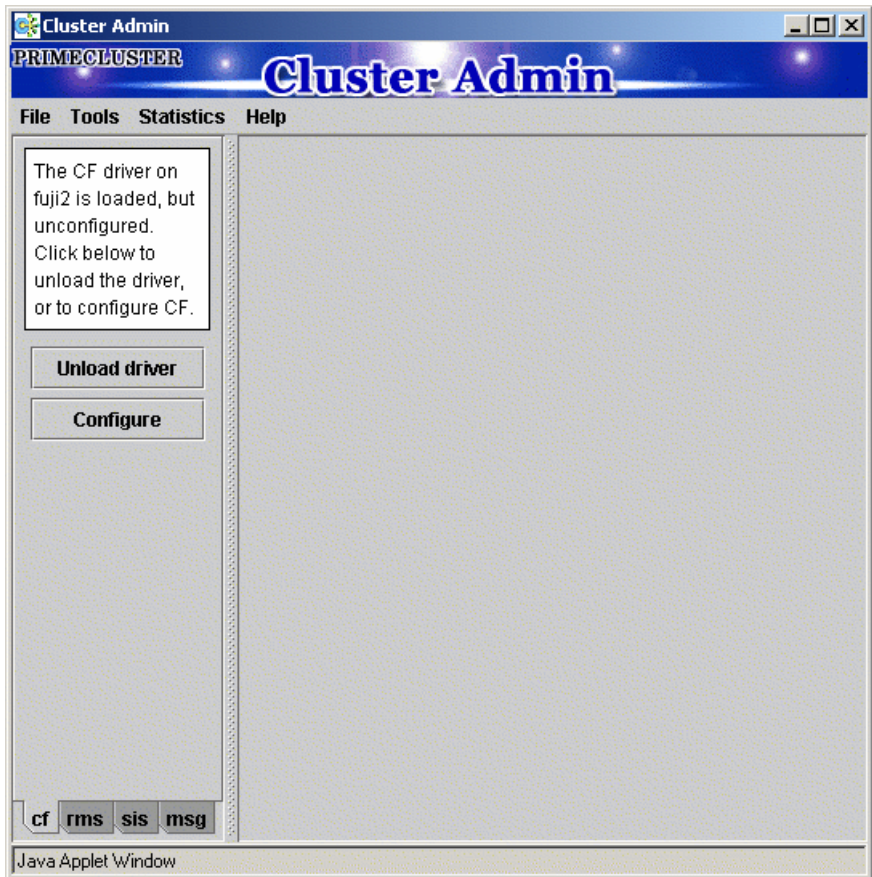 Cluster Admin
PRIMECLUSTER
Cluster Admin
File Tools Statistics Help
The CF driver on
fuji2 is loaded, but
unconfigured.
Click below to
unload the driver,
or to configure CF.
Unload driver
Configure
cf rms sis msg
Java Applet Window